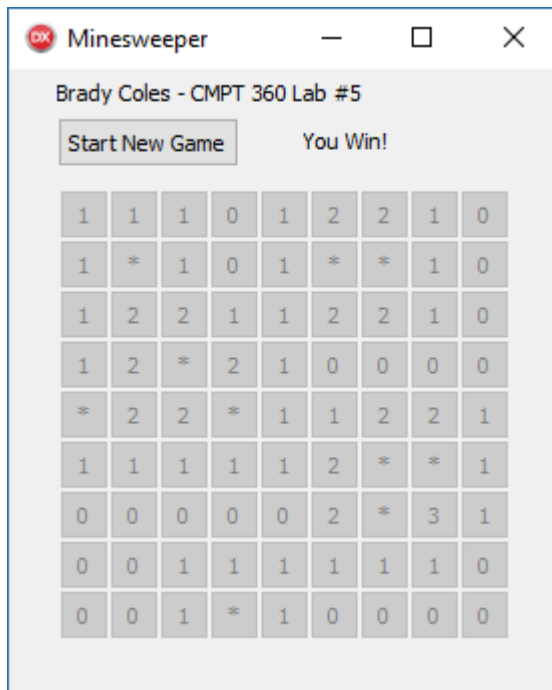 DX Minesweeper
Brady Coles - CMPT 360 Lab #5
Start New Game You Win!
1 1 1 0 1 2 2 1 0
1 * 1 0 1 * * 1 0
1 2 2 1 1 2 2 1 0
1 2 * 2 1 0 0 0 0
* 2 2 * 1 1 2 2 1
1 1 1 1 1 2 * * 1
0 0 0 0 0 2 * 3 1
0 0 1 1 1 1 1 1 0
0 0 1 * 1 0 0 0 0